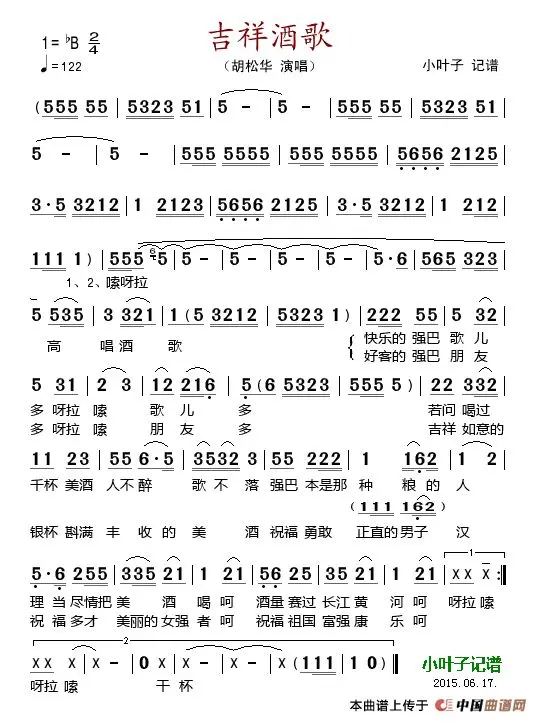 吉祥酒歌
1=♭B 2/4
♩=122
（胡松华 演唱）
小叶子 记谱
( 555 55 | 5323 51 | 5 - | 5 - | 555 55 | 5323 51 |
5 - | 5 - | 555 5555 | 555 5555 | 5656 2125 |
3·5 3212 | 1 2123 | 5656 2125 | 3·5 3212 | 1 212 |
111 1 ) | 555 6 5 | 5 - | 5 - | 5 - | 5·6 | 565 321 |
1、2、嗦呀拉
5 535 | 3 321 | 1 ( 5 3212 | 1 5 3212 | 1 ) | 222 55 | 5 32 |
高 唱酒 歌 快乐的 强巴 歌 儿
好客的 强巴 朋 友
5 31 | 2 3 | 12 216 | 5 ( 6 5323 | 555 5 ) | 22 332 |
多 呀拉 嗦 歌 儿 多 若问 喝过
多 呀拉 嗦 朋 友 多 吉祥 如意的
11 23 | 55 6·5 | 3532 3 | 55 222 | 1 162 | 1 2 |
千杯 美酒 人不 醉 歌 不 落 强巴 本是那 种 粮 的 人
( 111 162 )
银杯 斟满 丰 收 的 美 酒 祝福 勇敢 正直的 男子 汉
5·6 255 | 335 21 | 1 21 | 56 25 | 35 21 | 1 21 | XX X :|
理 当 尽情把 美 酒 喝 呵 酒量 赛过 长江 黄 河 呵 呀拉 嗦
祝 福 多才 美丽的 女强 者 呵 祝福 祖国 富强 康 乐 呵
XX X | X - | 0 X | X - | X ( 111 | 1 0 ) ‖
呀拉 嗦 干 杯
小叶子记谱
2015.06.17.
本曲谱上传于 中国曲谱网